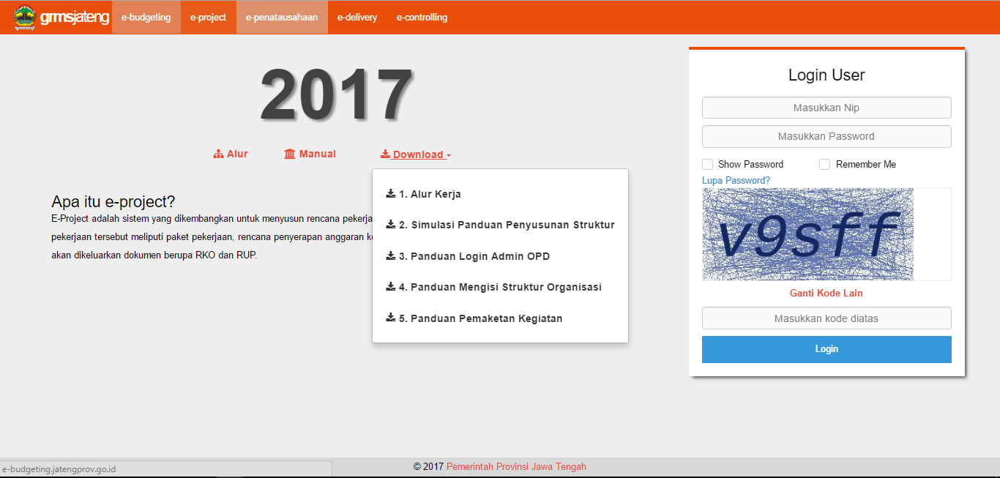 grmsjateng e-budgeting e-project e-penatausahaan e-delivery e-controlling
2017
Alur Manual Download
1. Alur Kerja
2. Simulasi Panduan Penyusunan Struktur
3. Panduan Login Admin OPD
4. Panduan Mengisi Struktur Organisasi
5. Panduan Pemaketan Kegiatan
Apa itu e-project?
E-Project adalah sistem yang dikembangkan untuk menyusun rencana
pekerjaan tersebut meliputi paket pekerjaan, rencana penyerapan anggaran
akan dikeluarkan dokumen berupa RKO dan RUP.
Login User
Masukkan Nip
Masukkan Password
Show Password Remember Me
Lupa Password?
v9sff
Ganti Kode Lain
Masukkan kode diatas
Login
e-budgeting.jatengprov.go.id
© 2017 Pemerintah Provinsi Jawa Tengah